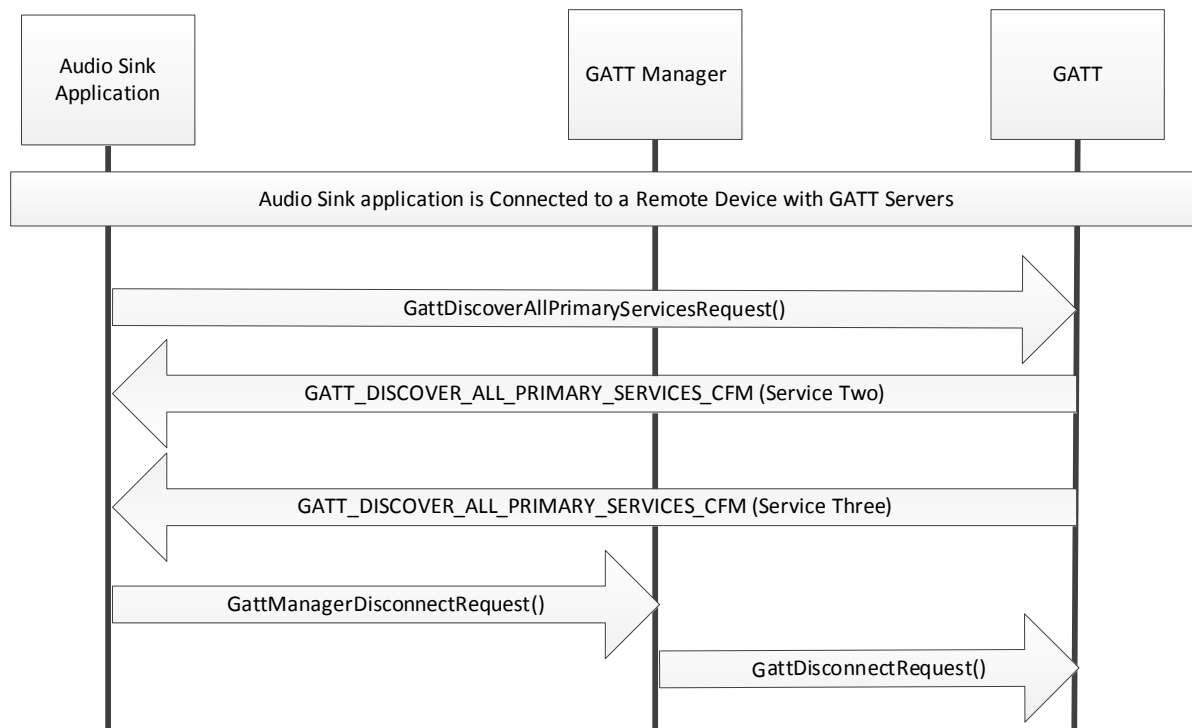 Audio Sink
Application
GATT Manager
GATT
Audio Sink application is Connected to a Remote Device with GATT Servers
GattDiscoverAllPrimaryServicesRequest()
GATT_DISCOVER_ALL_PRIMARY_SERVICES_CFM (Service Two)
GATT_DISCOVER_ALL_PRIMARY_SERVICES_CFM (Service Three)
GattManagerDisconnectRequest()
GattDisconnectRequest()